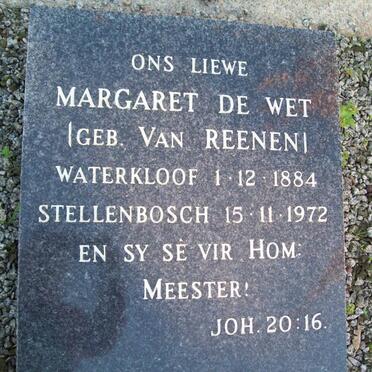 ONS LIEWE
MARGARET DE WET
(GEB. VAN REENEN)
WATERKLOOF 1·12·1884
STELLENBOSCH 15·11·1972
EN SY SÊ VIR HOM:
MEESTER!
JOH. 20:16.